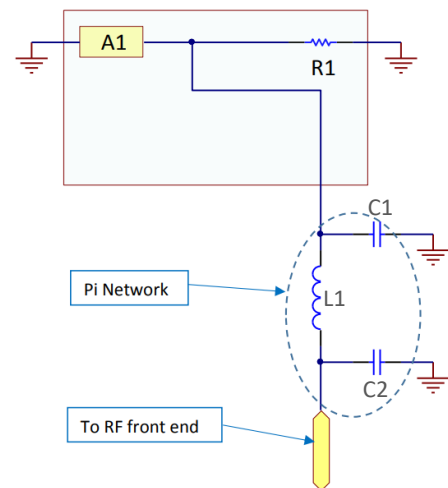 A1
R1
C1
Pi Network
L1
C2
To RF front end